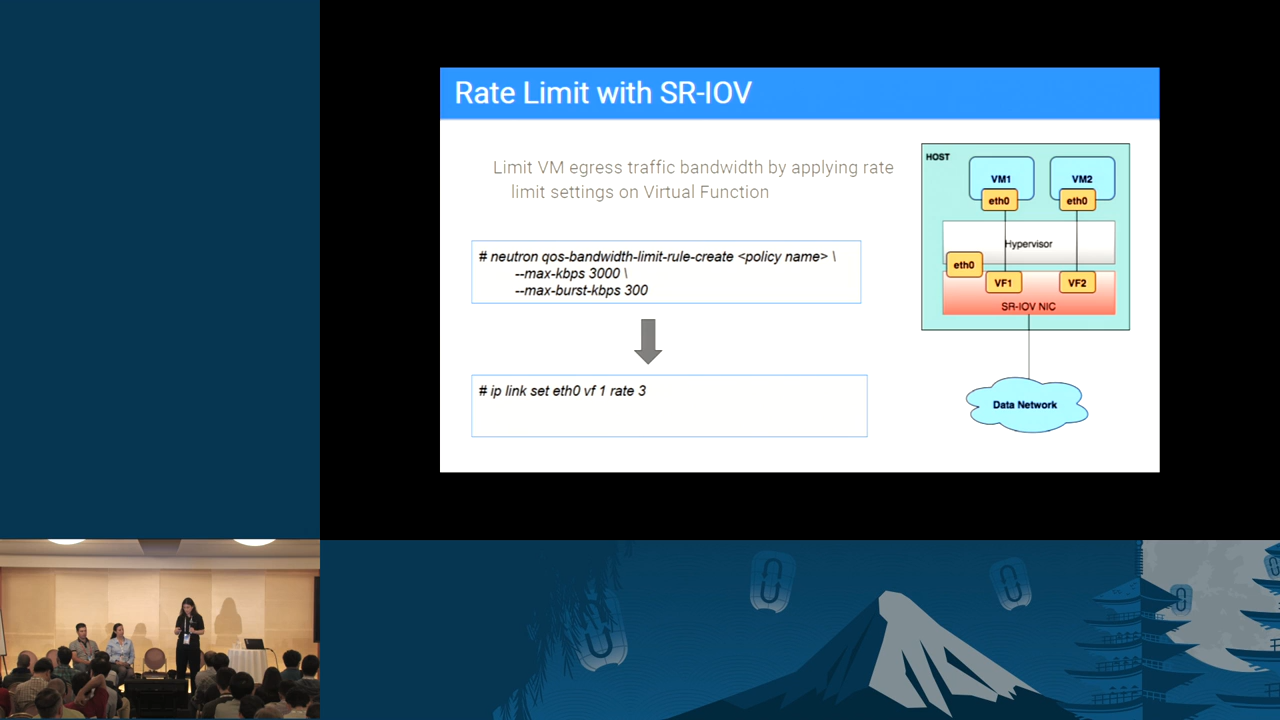 Rate Limit with SR-IOV
Limit VM egress traffic bandwidth by applying rate
limit settings on Virtual Function
# neutron qos-bandwidth-limit-rule-create <policy name> \
--max-kbps 3000 \
--max-burst-kbps 300
# ip link set eth0 vf 1 rate 3
HOST
VM1
VM2
eth0
eth0
Hypervisor
eth0
VF1
VF2
SR-IOV NIC
Data Network